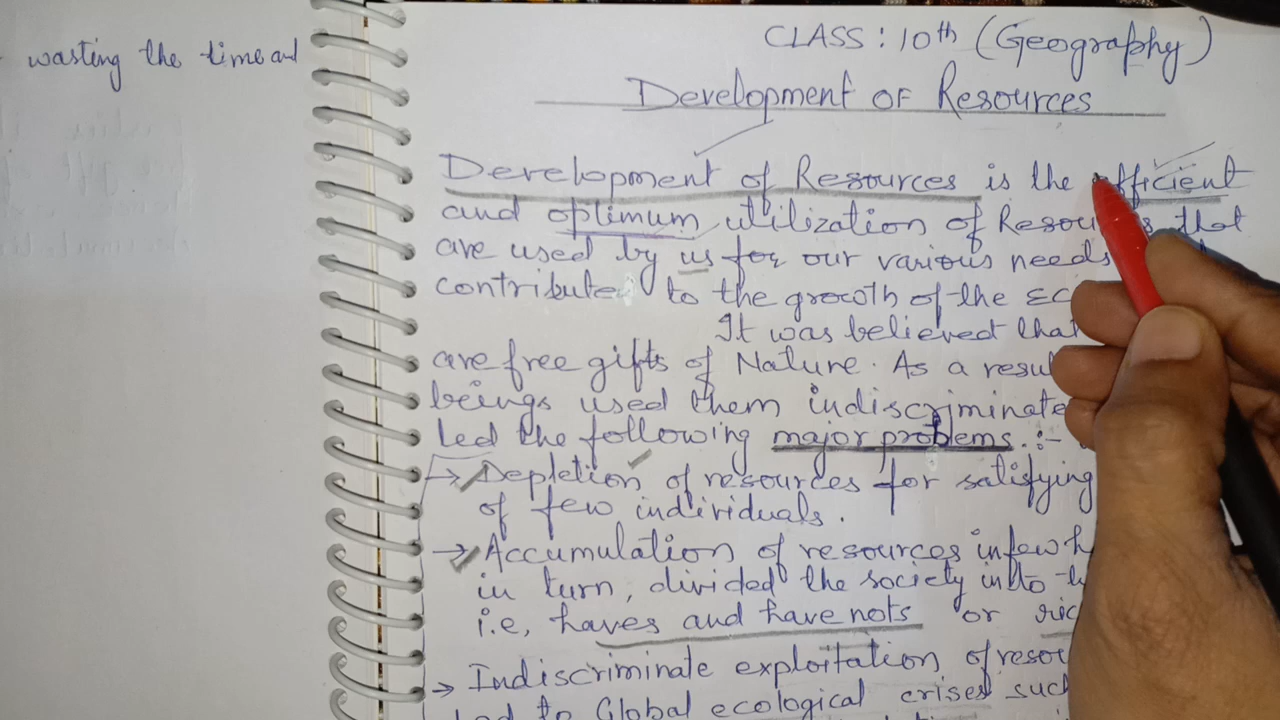 wasting the time and
CLASS : 10th (Geography)
Development OF Resources
Development of Resources is the efficient
and optimum utilization of that
are used by us for our various needs
contribute to the growth of the
It was believed that
are free gifts of Nature. As a
beings used them
led the following major problems :-
→ Depletion of resources for satisfying
of few individuals.
→ Accumulation of resources in few
in turn, divided the society into
i.e, haves and have nots or
→ Indiscriminate exploitation of
Led to Global ecological crises